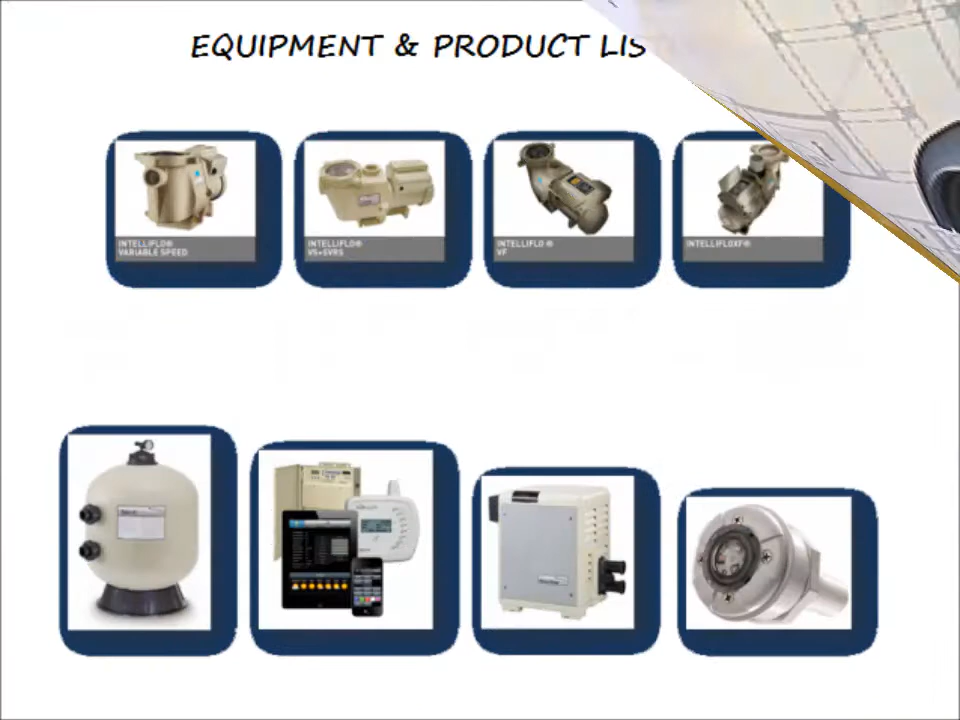 EQUIPMENT & PRODUCT LIS
INTELLIFLO®
VARIABLE SPEED
INTELLIFLO®
VS+SVRS
INTELLIFLO ®
VF
INTELLIFLOXF®